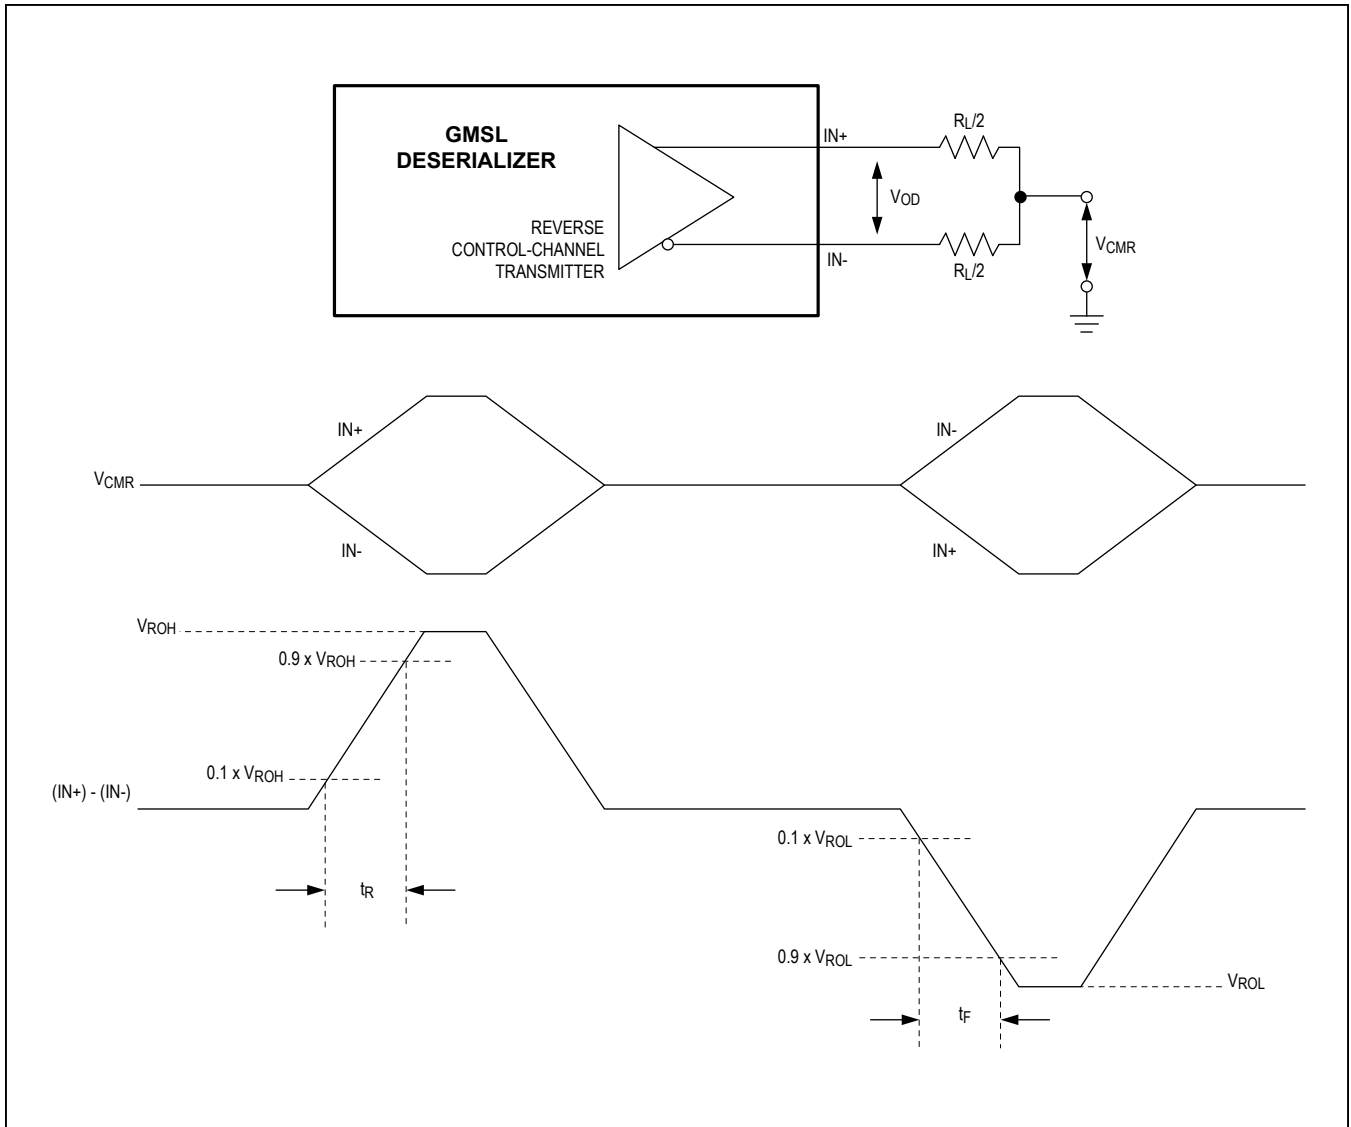 GMSL
DESERIALIZER
REVERSE
CONTROL-CHANNEL
TRANSMITTER
IN+
IN-
RL/2
VOD
RL/2
VCMR
VCMR
IN+
IN-
IN-
IN+
VROH
0.9 x VROH
0.1 x VROH
(IN+) - (IN-)
tR
0.1 x VROL
0.9 x VROL
VROL
tF